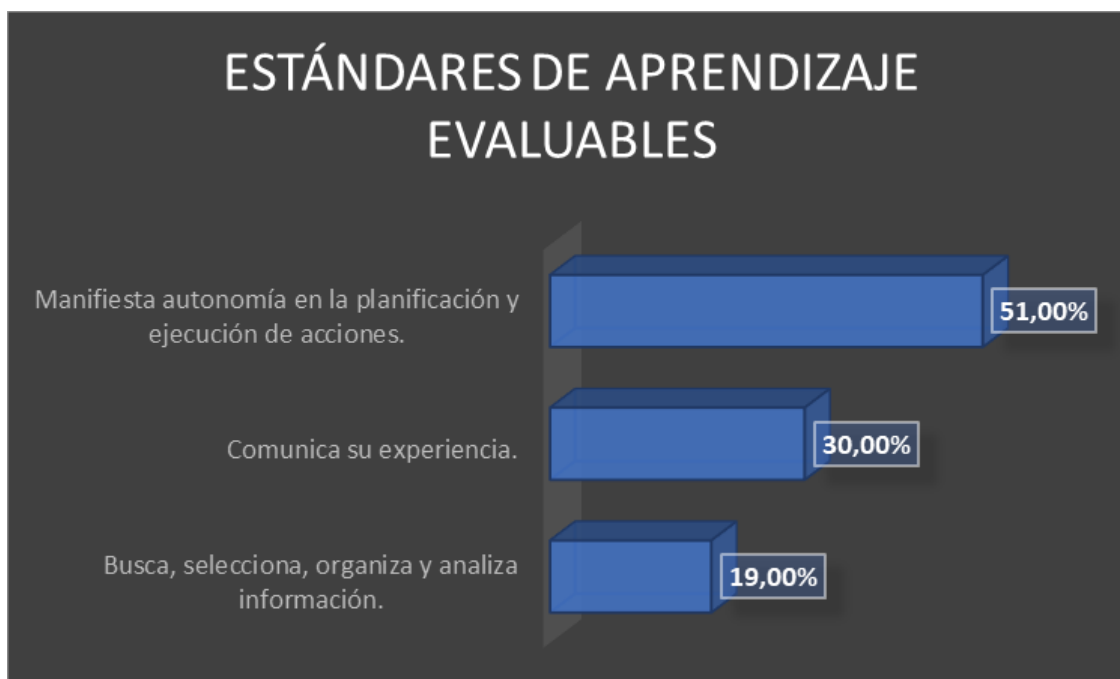 ESTÁNDARES DE APRENDIZAJE
EVALUABLES
Manifiesta autonomía en la planificación y
ejecución de acciones.
51,00%
Comunica su experiencia.
30,00%
Busca, selecciona, organiza y analiza
información.
19,00%